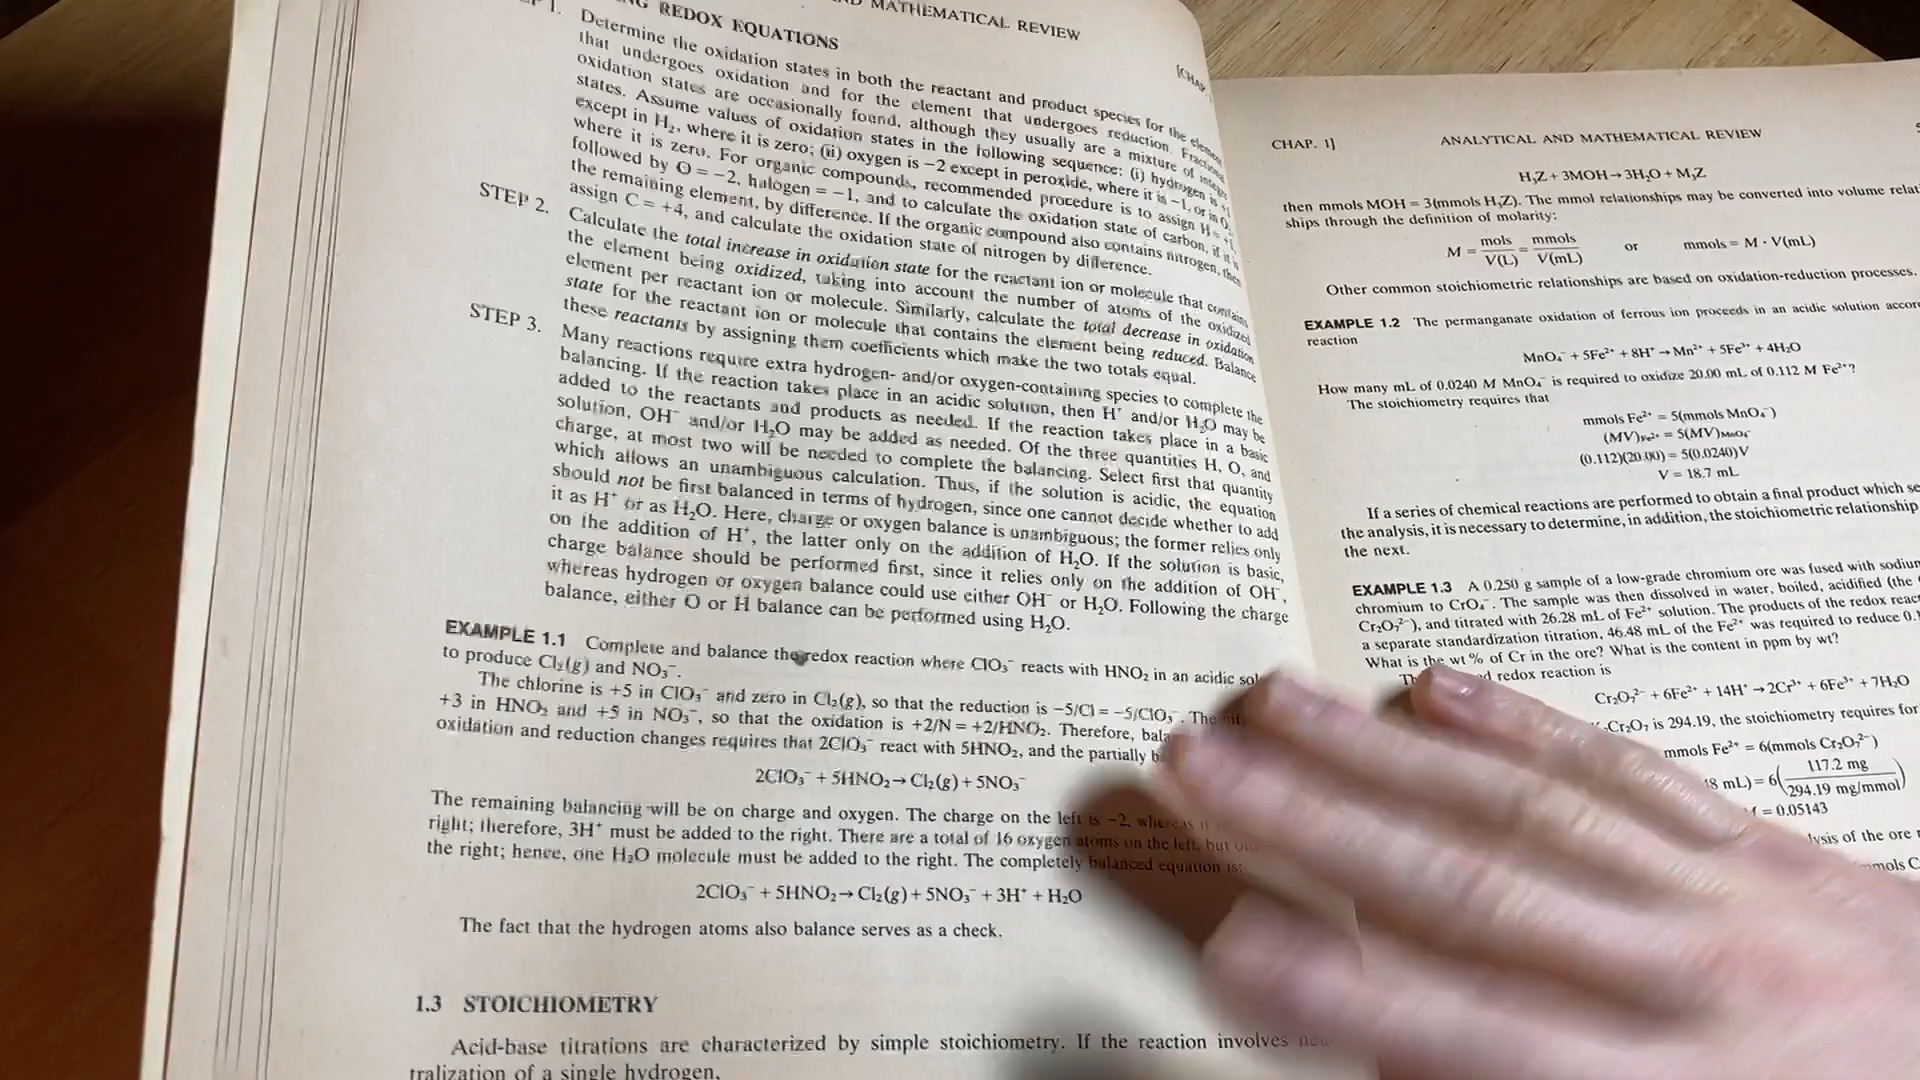 MATHEMATICAL REVIEW
[CHAP.
REDOX EQUATIONS
1. Determine the oxidation states in both the reactant and product species for the element
that undergoes oxidation and for the element that undergoes reduction. Fractional
oxidation states are occasionally found, although they usually are a mixture of integer
states. Assume values of oxidation states in the following sequence: (i) hydrogen is +1
except in H₂, where it is zero; (ii) oxygen is −2 except in peroxide, where it is −1, or in O₂
where it is zero. For organic compounds, recommended procedure is to assign H = +1,
followed by O = −2, halogen = −1, and to calculate the oxidation state of carbon, if it is
the remaining element, by difference. If the organic compound also contains nitrogen, then
assign C = +4, and calculate the oxidation state of nitrogen by difference.
STEP 2. Calculate the total increase in oxidation state for the reactant ion or molecule that contains
the element being oxidized, taking into account the number of atoms of the oxidized
element per reactant ion or molecule. Similarly, calculate the total decrease in oxidation
state for the reactant ion or molecule that contains the element being reduced. Balance
these reactants by assigning them coefficients which make the two totals equal.
STEP 3. Many reactions require extra hydrogen- and/or oxygen-containing species to complete the
balancing. If the reaction takes place in an acidic solution, then H⁺ and/or H₂O may be
added to the reactants and products as needed. If the reaction takes place in a basic
solution, OH⁻ and/or H₂O may be added as needed. Of the three quantities H, O, and
charge, at most two will be needed to complete the balancing. Select first that quantity
which allows an unambiguous calculation. Thus, if the solution is acidic, the equation
should not be first balanced in terms of hydrogen, since one cannot decide whether to add
it as H⁺ or as H₂O. Here, charge or oxygen balance is unambiguous; the former relies only
on the addition of H⁺, the latter only on the addition of H₂O. If the solution is basic,
charge balance should be performed first, since it relies only on the addition of OH⁻,
whereas hydrogen or oxygen balance could use either OH⁻ or H₂O. Following the charge
balance, either O or H balance can be performed using H₂O.
EXAMPLE 1.1 Complete and balance the redox reaction where ClO₃⁻ reacts with HNO₂ in an acidic
to produce Cl₂(g) and NO₃⁻.
The chlorine is +5 in ClO₃⁻ and zero in Cl₂(g), so that the reduction is −5/Cl = −5/ClO₃⁻. The
+3 in HNO₂ and +5 in NO₃⁻, so that the oxidation is +2/N = +2/HNO₂. Therefore,
oxidation and reduction changes requires that 2ClO₃⁻ react with 5HNO₂, and the partially
2ClO₃⁻ + 5HNO₂ → Cl₂(g) + 5NO₃⁻
The remaining balancing will be on charge and oxygen. The charge on the left is −2, whereas
right; therefore, 3H⁺ must be added to the right. There are a total of 16 oxygen atoms on the left, but
the right; hence, one H₂O molecule must be added to the right. The completely balanced equation is:
2ClO₃⁻ + 5HNO₂ → Cl₂(g) + 5NO₃⁻ + 3H⁺ + H₂O
The fact that the hydrogen atoms also balance serves as a check.
1.3 STOICHIOMETRY
Acid-base titrations are characterized by simple stoichiometry. If the reaction involves
tralization of a single hydrogen,
CHAP. 1] ANALYTICAL AND MATHEMATICAL REVIEW
H₃Z + 3MOH → 3H₂O + M₃Z
then mmols MOH = 3(mmols H₃Z). The mmol relationships may be converted into volume
ships through the definition of molarity:
M = mols/V(L) = mmols/V(mL) or mmols = M · V(mL)
Other common stoichiometric relationships are based on oxidation-reduction processes.
EXAMPLE 1.2 The permanganate oxidation of ferrous ion proceeds in an acidic solution
reaction
MnO₄⁻ + 5Fe²⁺ + 8H⁺ → Mn²⁺ + 5Fe³⁺ + 4H₂O
How many mL of 0.0240 M MnO₄⁻ is required to oxidize 20.00 mL of 0.112 M Fe²⁺?
The stoichiometry requires that
mmols Fe²⁺ = 5(mmols MnO₄⁻)
(MV)Fe²⁺ = 5(MV)MnO₄⁻
(0.112)(20.00) = 5(0.0240)V
V = 18.7 mL
If a series of chemical reactions are performed to obtain a final product which
the analysis, it is necessary to determine, in addition, the stoichiometric relationship
the next.
EXAMPLE 1.3 A 0.250 g sample of a low-grade chromium ore was fused with
chromium to CrO₄⁻. The sample was then dissolved in water, boiled, acidified (the
Cr₂O₇²⁻), and titrated with 26.28 mL of Fe²⁺ solution. The products of the redox
a separate standardization titration, 46.48 mL of the Fe²⁺ was required to reduce
What is the wt % of Cr in the ore? What is the content in ppm by wt?
redox reaction is
Cr₂O₇²⁻ + 6Fe²⁺ + 14H⁺ → 2Cr³⁺ + 6Fe³⁺ + 7H₂O
Cr₂O₇ is 294.19, the stoichiometry requires for
mmols Fe²⁺ = 6(mmols Cr₂O₇²⁻)
mL) = 6(117.2 mg/294.19 mg/mmol)
= 0.05143
of the ore